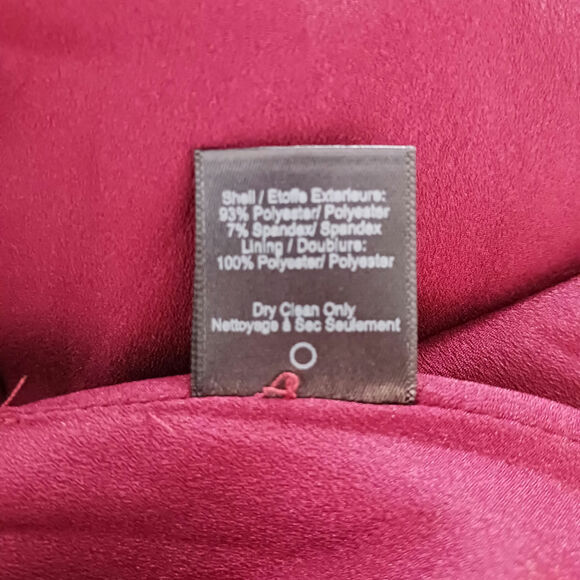 Shell / Etoffe Exterieure:
93% Polyester/ Polyester
7% Spandex/ Spandex
Lining / Doublure:
100% Polyester/ Polyester
Dry Clean Only
Nettoyage à Sec Seulement